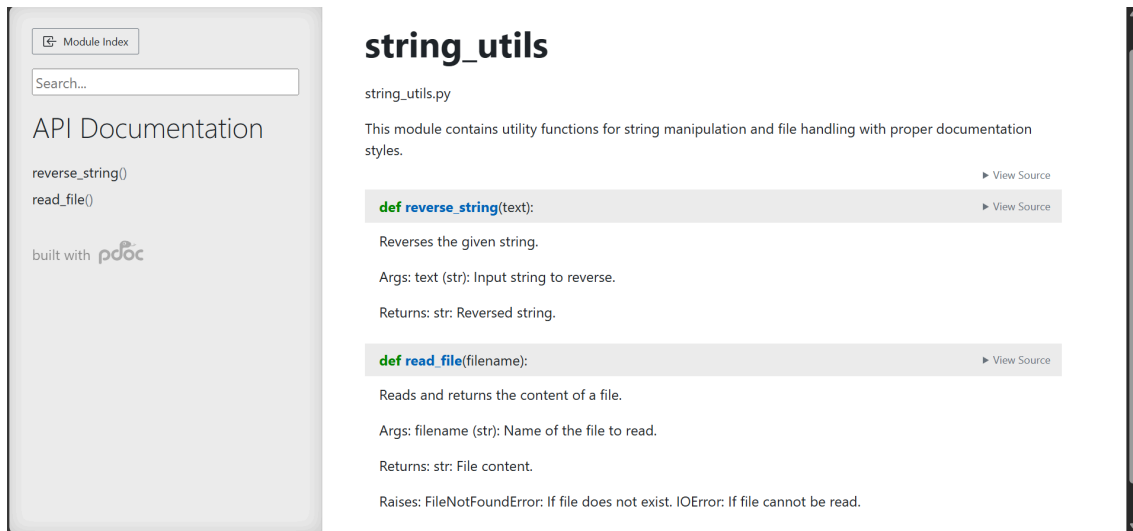 Module Index
Search...
API Documentation
reverse_string()
read_file()
built with pdoc
string_utils
string_utils.py
This module contains utility functions for string manipulation and file handling with proper documentation
styles.
▶ View Source
def reverse_string(text):
▶ View Source
Reverses the given string.
Args: text (str): Input string to reverse.
Returns: str: Reversed string.
def read_file(filename):
▶ View Source
Reads and returns the content of a file.
Args: filename (str): Name of the file to read.
Returns: str: File content.
Raises: FileNotFoundError: If file does not exist. IOError: If file cannot be read.